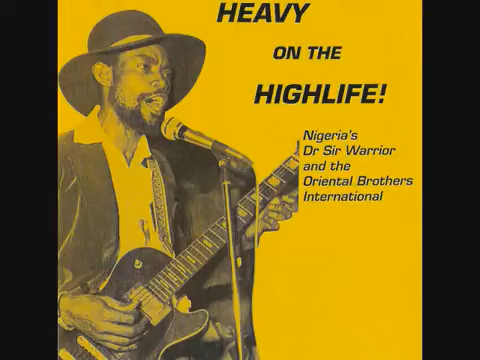 HEAVY
ON THE
HIGHLIFE!
Nigeria's
Dr Sir Warrior
and the
Oriental Brothers
International